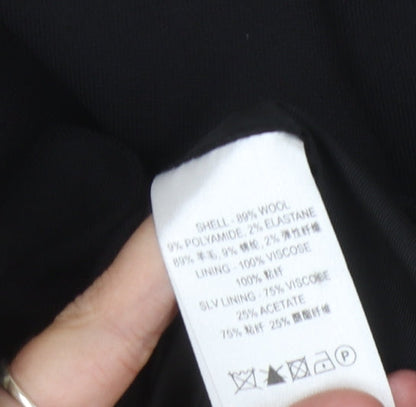 SHELL - 89% WOOL
9% POLYAMIDE, 2% ELASTANE
89% 羊毛, 9% 锦纶, 2% 弹性纤维
LINING - 100% VISCOSE
100% 粘纤
SLV LINING - 75% VISCOSE
25% ACETATE
75% 粘纤 25% 醋酯纤维
P